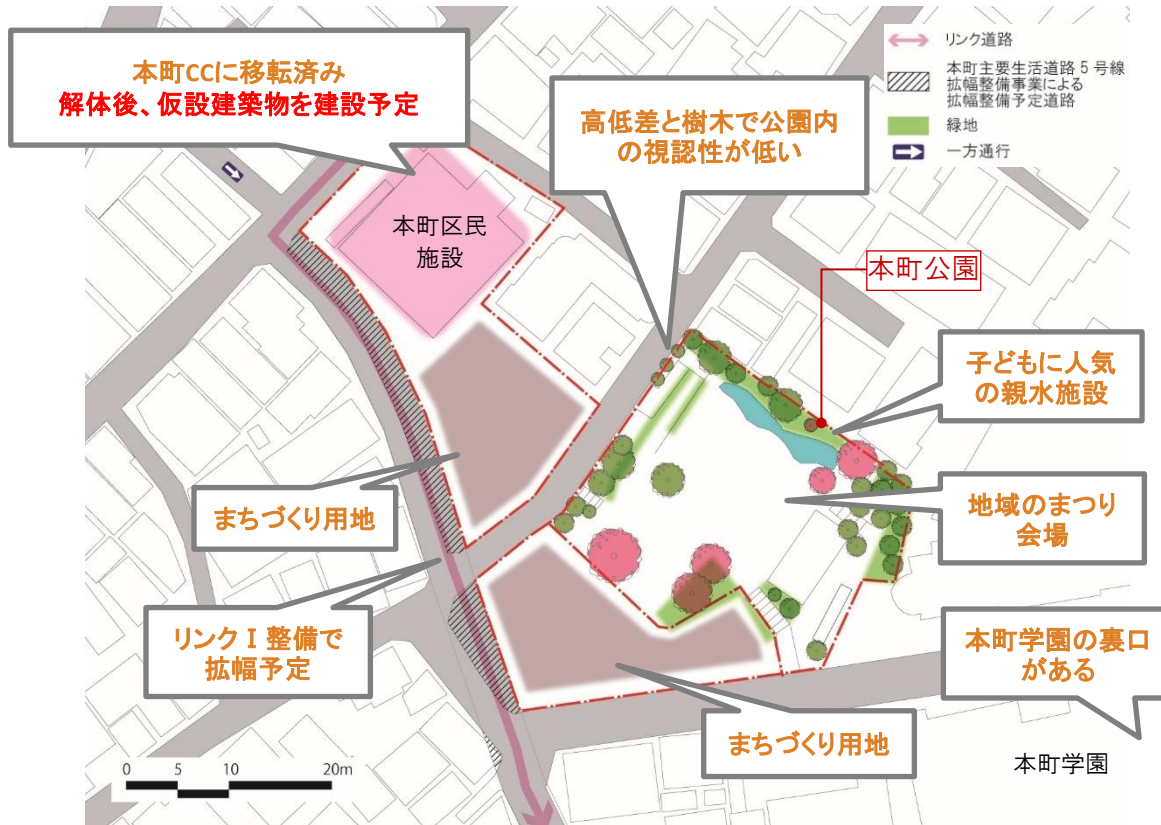 本町CCに移転済み
解体後、仮設建築物を建設予定
高低差と樹木で公園内
の視認性が低い
リンク道路
本町主要生活道路5号線
拡幅整備事業による
拡幅整備予定道路
緑地
一方通行
本町区民
施設
本町公園
子どもに人気
の親水施設
まちづくり用地
地域のまつり
会場
リンクⅠ整備で
拡幅予定
本町学園の裏口
がある
まちづくり用地
本町学園
0 5 10 20m